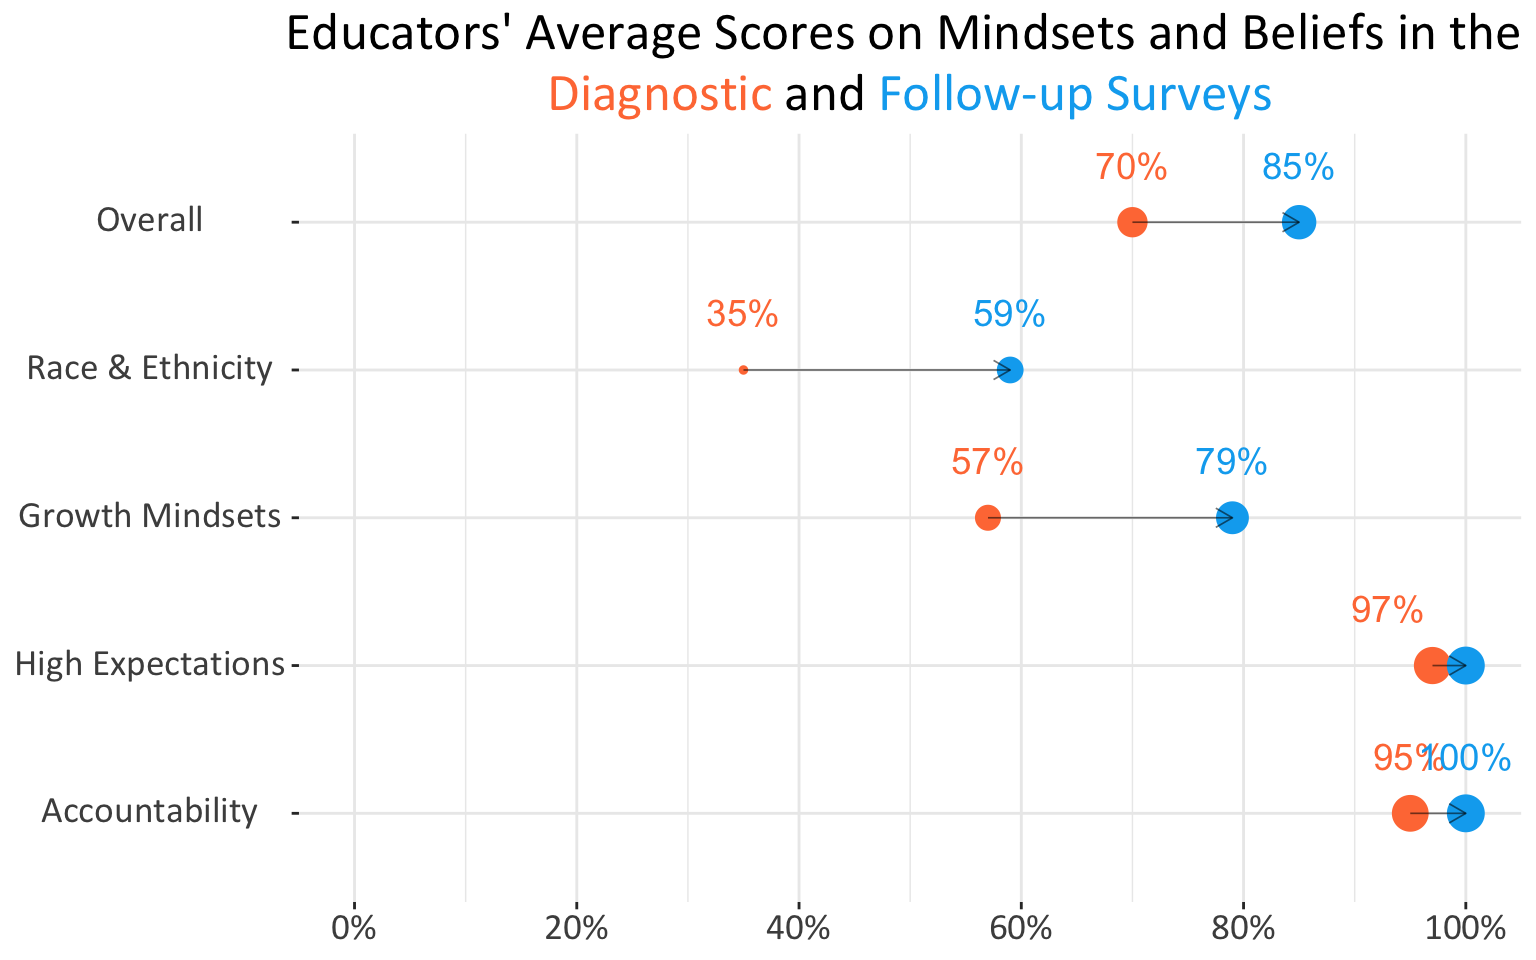 Educators' Average Scores on Mindsets and Beliefs in the
Diagnostic and Follow-up Surveys
70% 85%
Overall
35% 59%
Race & Ethnicity
57% 79%
Growth Mindsets
97%
High Expectations
95% 100%
Accountability
0% 20% 40% 60% 80% 100%